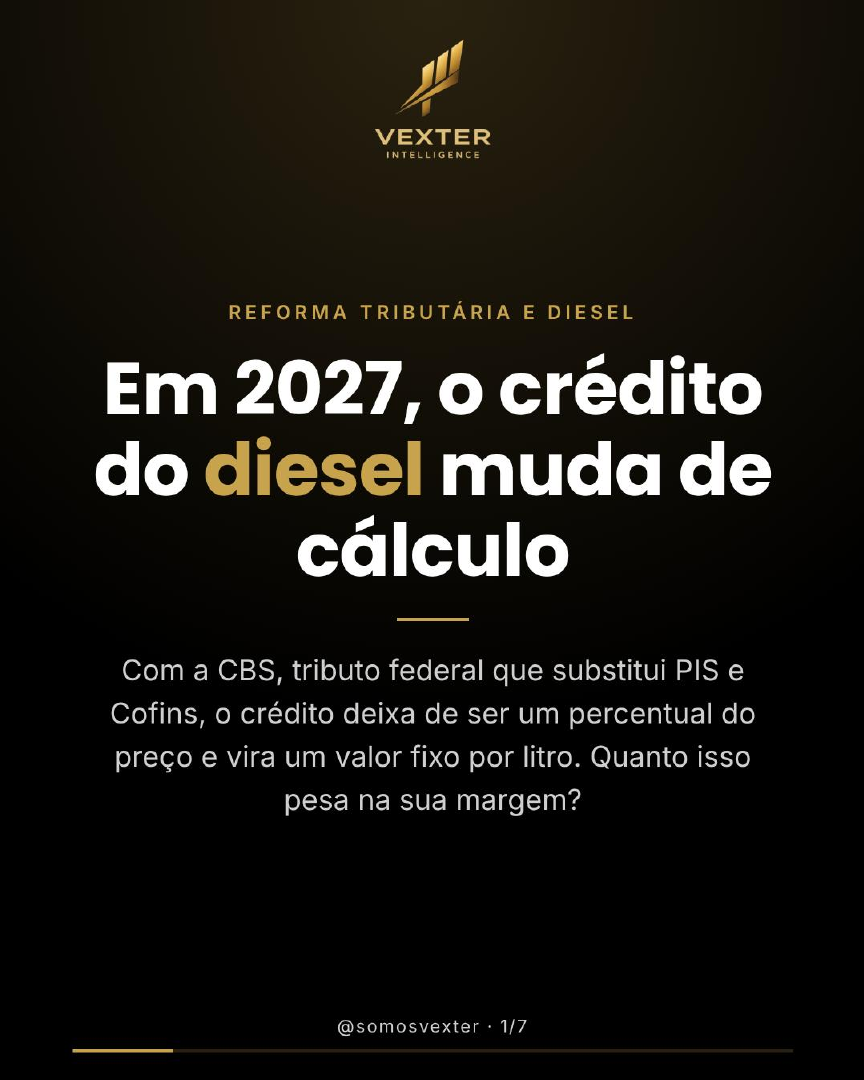 VEXTER
INTELLIGENCE
REFORMA TRIBUTÁRIA E DIESEL
Em 2027, o crédito
do diesel muda de
cálculo
Com a CBS, tributo federal que substitui PIS e
Cofins, o crédito deixa de ser um percentual do
preço e vira um valor fixo por litro. Quanto isso
pesa na sua margem?
@somosvexter · 1/7